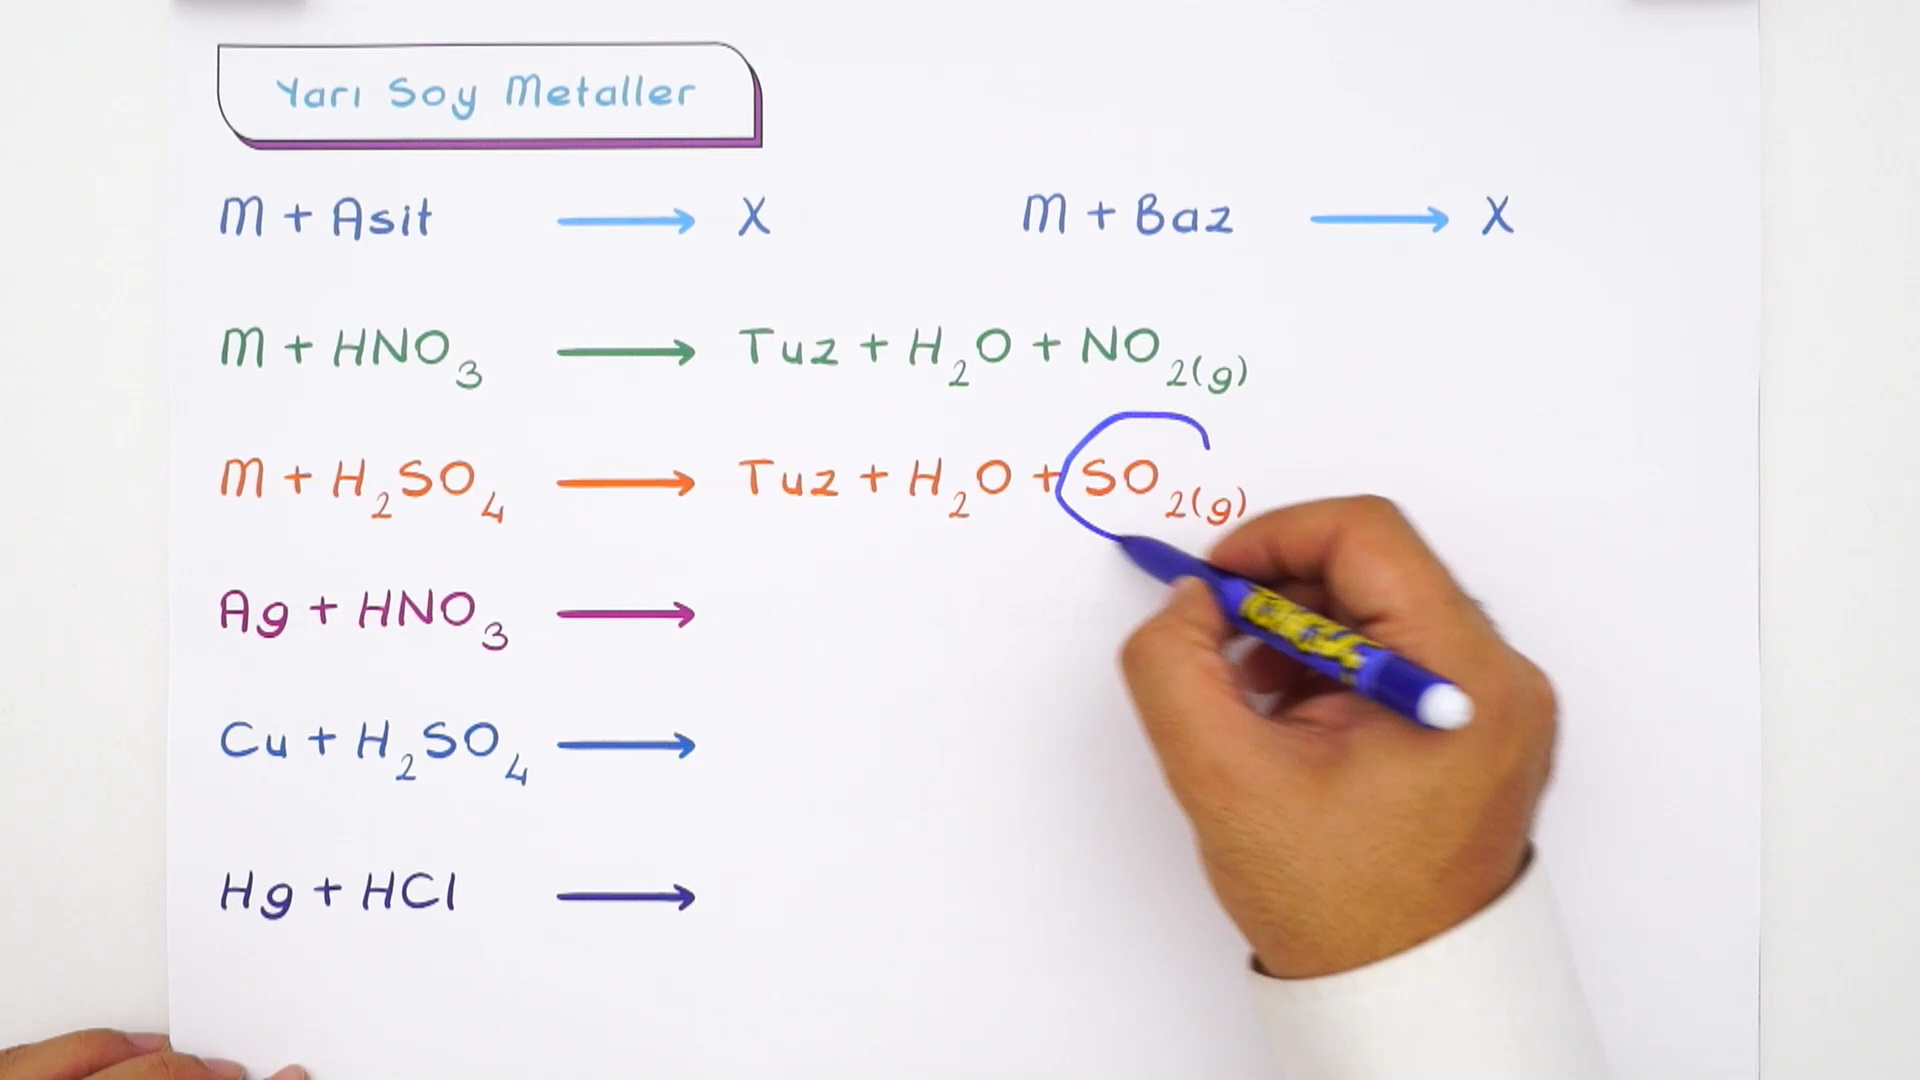 Yarı Soy Metaller
M + Asit → X M + Baz → X
M + HNO₃ → Tuz + H₂O + NO₂(g)
M + H₂SO₄ → Tuz + H₂O + SO₂(g)
Ag + HNO₃ →
Cu + H₂SO₄ →
Hg + HCl →